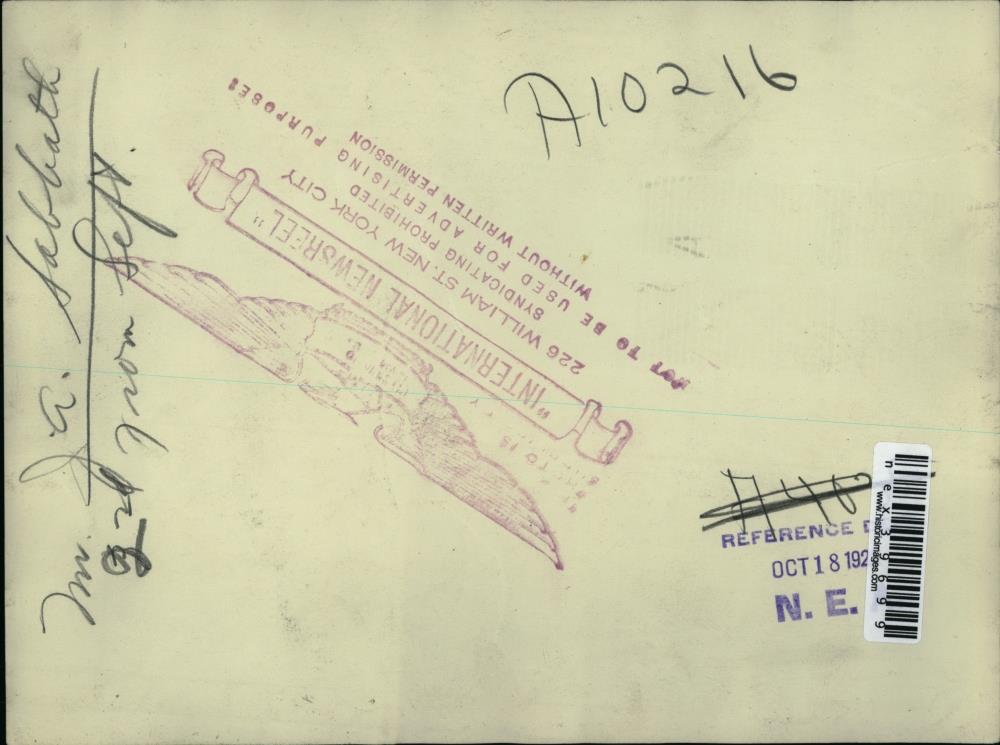 Mr. J. A. Sabbath
3rd from left.
A10216
"INTERNATIONAL NEWSREEL"
226 WILLIAM ST. NEW YORK CITY
SYNDICATING PROHIBITED
NOT TO BE USED FOR ADVERTISING PURPOSES
WITHOUT WRITTEN PERMISSION
REFERENCE D
OCT 18 192
N. E.
nex39699
www.historicimages.com